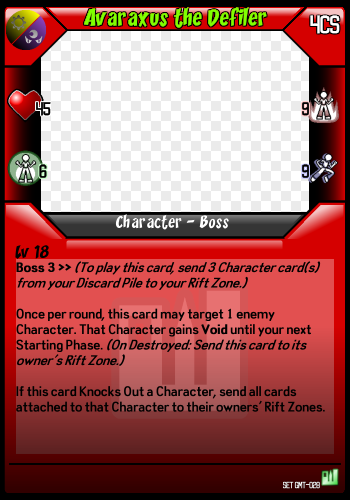 Avaraxus the Defiler
4CS
45
9
6
9
Character - Boss
Lv 18
Boss 3 >> (To play this card, send 3 Character card(s)
from your Discard Pile to your Rift Zone.)
Once per round, this card may target 1 enemy
Character. That Character gains Void until your next
Starting Phase. (On Destroyed: Send this card to its
owner's Rift Zone.)
If this card Knocks Out a Character, send all cards
attached to that Character to their owners' Rift Zones.
SET GMT-028